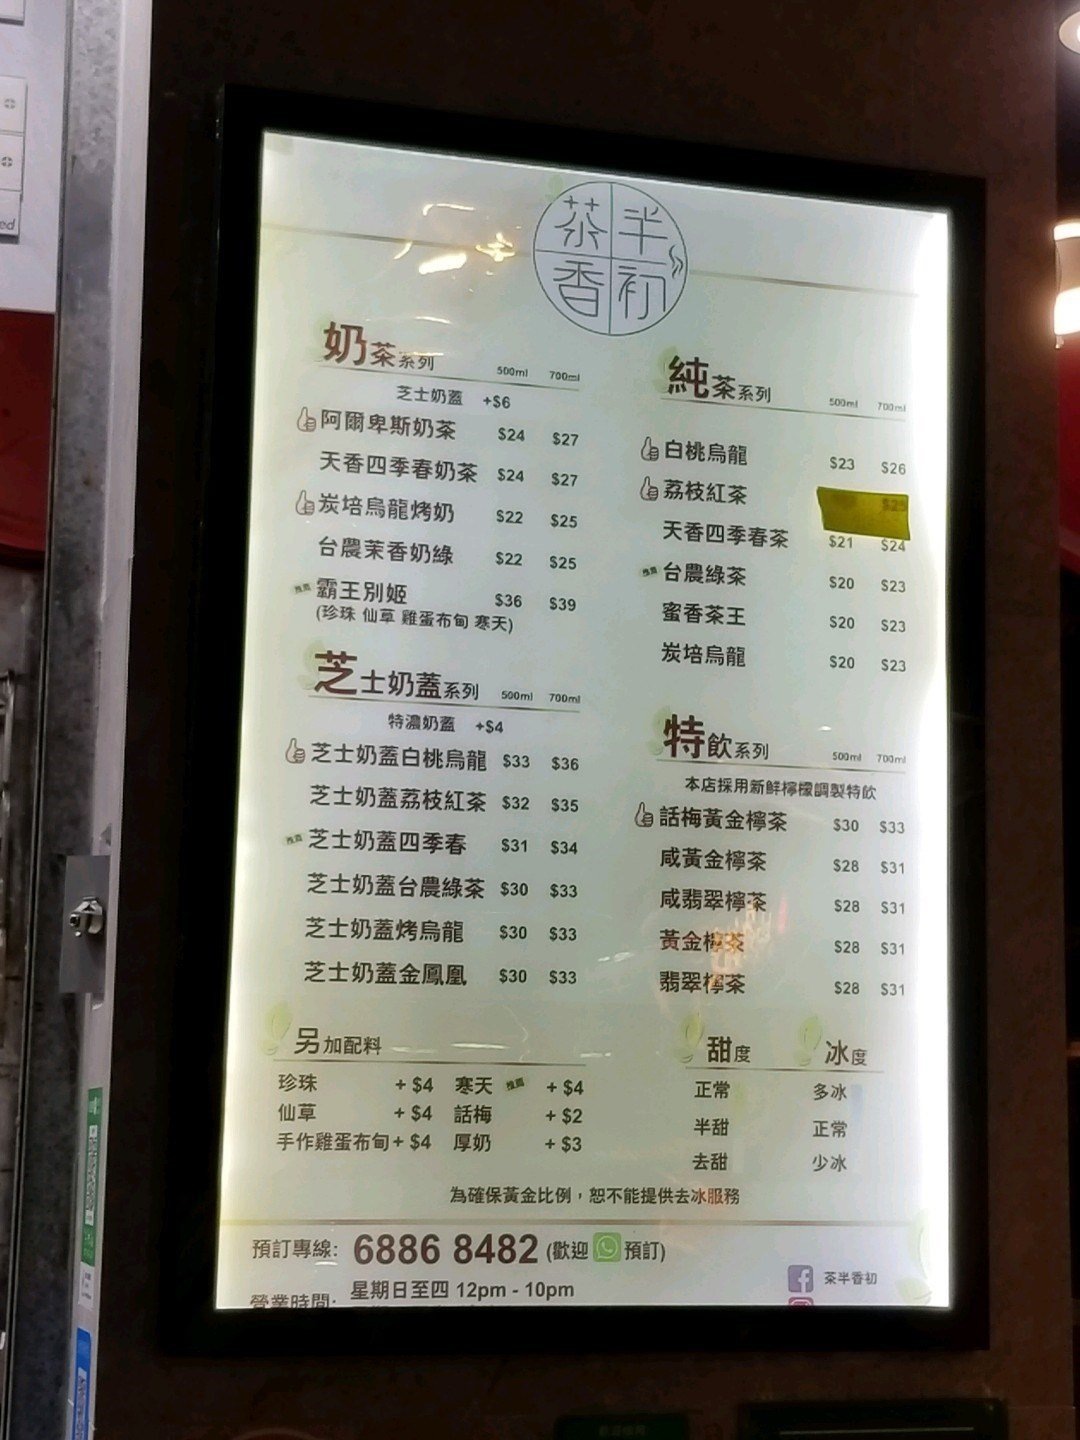 茶半
香初
奶茶系列 500ml 700ml
芝士奶蓋 +$6
阿爾卑斯奶茶 $24 $27
天香四季春奶茶 $24 $27
炭培烏龍烤奶 $22 $25
台農茉香奶綠 $22 $25
推薦 霸王別姬 $36 $39
(珍珠 仙草 雞蛋布甸 寒天)
芝士奶蓋系列 500ml 700ml
特濃奶蓋 +$4
芝士奶蓋白桃烏龍 $33 $36
芝士奶蓋荔枝紅茶 $32 $35
推薦 芝士奶蓋四季春 $31 $34
芝士奶蓋台農綠茶 $30 $33
芝士奶蓋烤烏龍 $30 $33
芝士奶蓋金鳳凰 $30 $33
純茶系列 500ml 700ml
白桃烏龍 $23 $26
荔枝紅茶 $25
天香四季春茶 $21 $24
推薦 台農綠茶 $20 $23
蜜香茶王 $20 $23
炭培烏龍 $20 $23
特飲系列 500ml 700ml
本店採用新鮮檸檬調製特飲
話梅黃金檸茶 $30 $33
咸黃金檸茶 $28 $31
咸翡翠檸茶 $28 $31
黃金檸茶 $28 $31
翡翠檸茶 $28 $31
另加配料
珍珠 + $4 寒天 推薦 + $4
仙草 + $4 話梅 + $2
手作雞蛋布甸 + $4 厚奶 + $3
甜度 冰度
正常 多冰
半甜 正常
去甜 少冰
為確保黃金比例，恕不能提供去冰服務
預訂專線: 6886 8482 (歡迎 預訂)
營業時間: 星期日至四 12pm - 10pm
茶半香初
ed